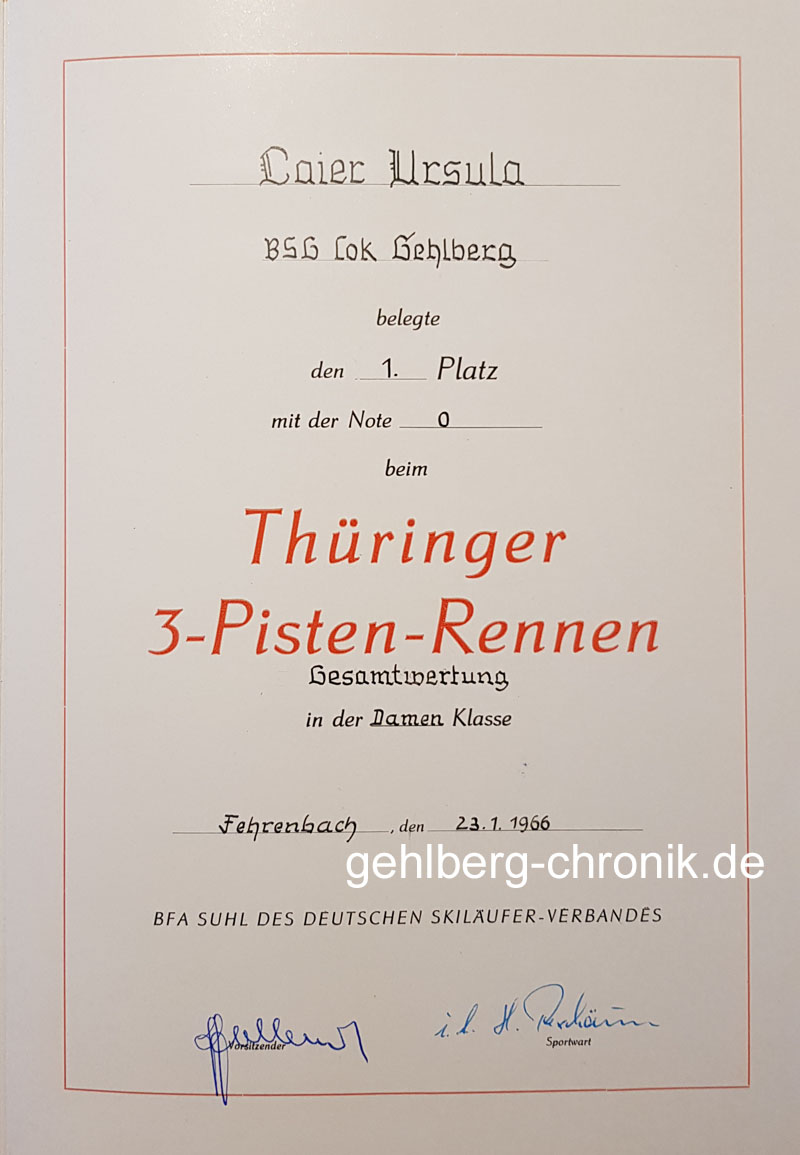 Laier Ursula
BSG Lok Gehlberg
belegte
den 1. Platz
mit der Note 0
beim
Thüringer
3-Pisten-Rennen
Gesamtwertung
in der Damen Klasse
Fehrenbach, den 23.1.1966
gehlberg-chronik.de
BFA SUHL DES DEUTSCHEN SKILÄUFER-VERBANDES
Vorsitzender
Sportwart